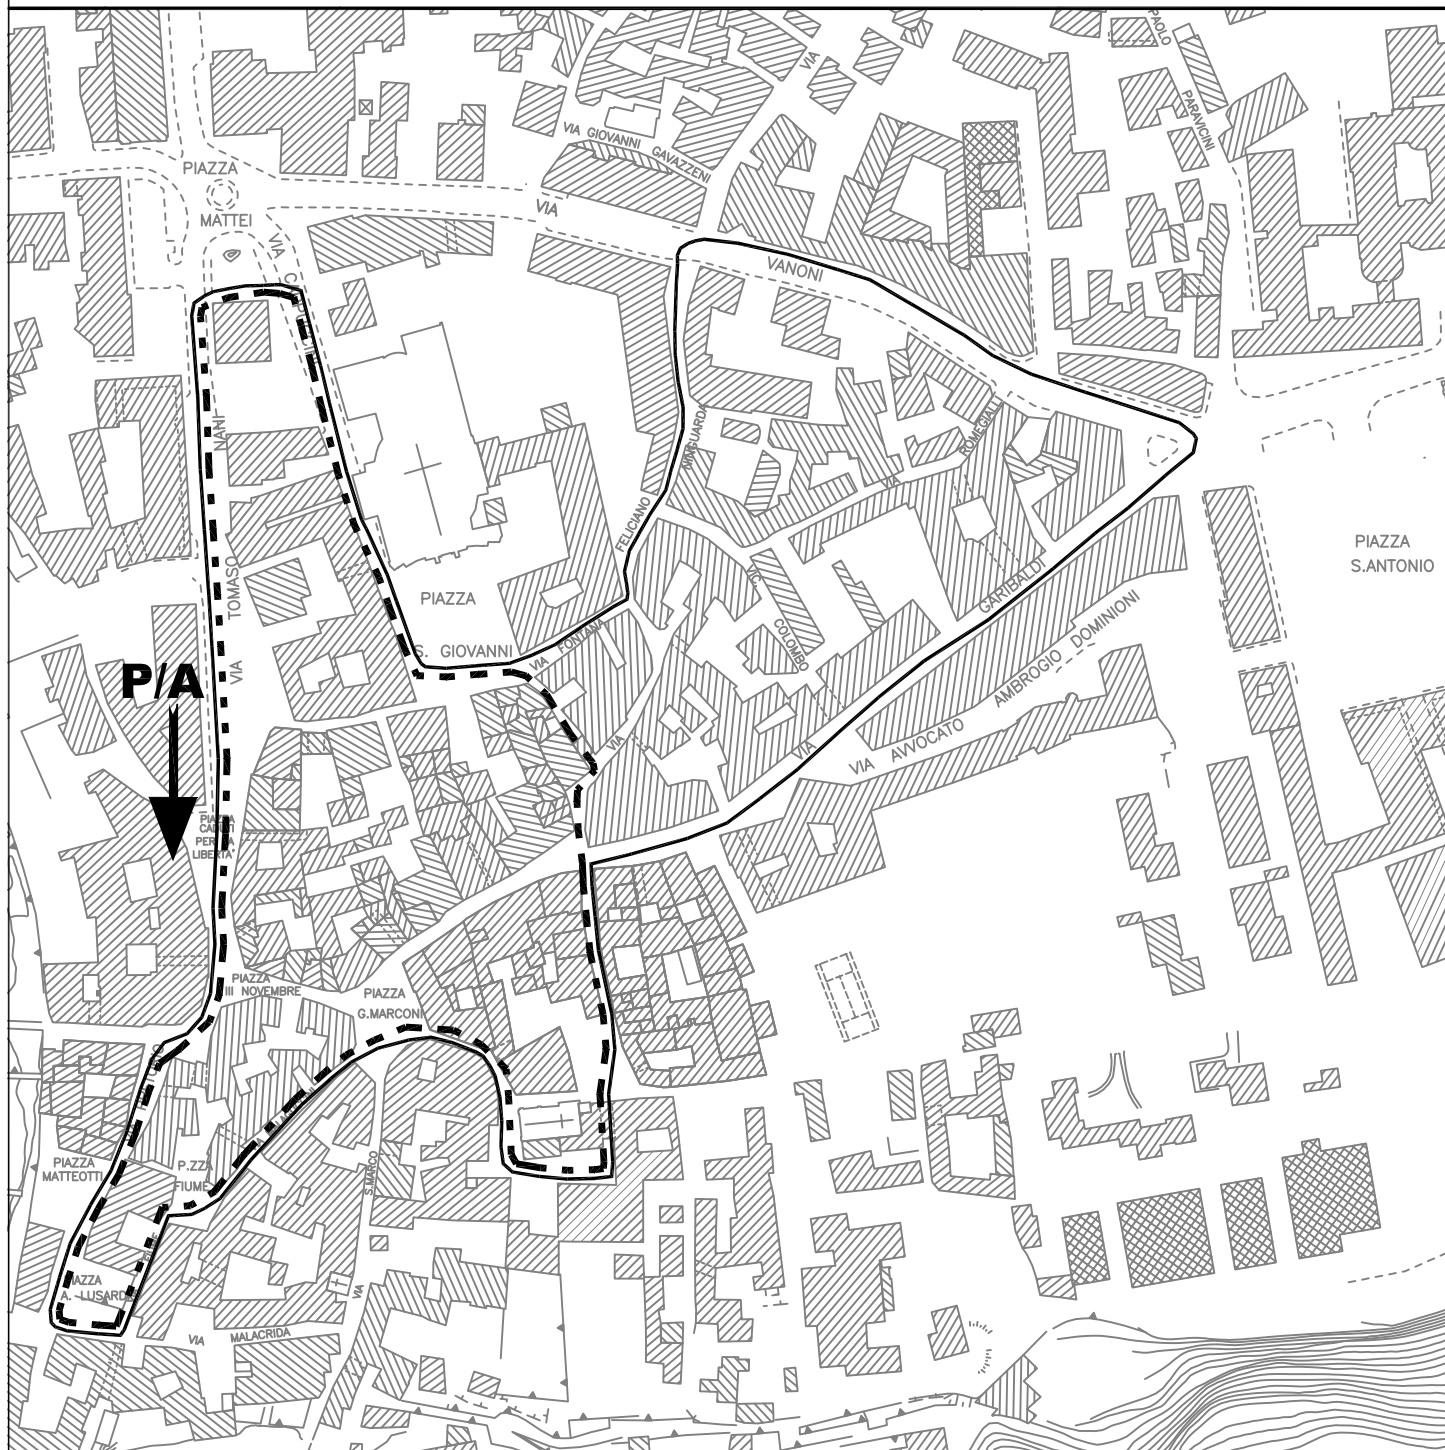 PAOLO
VIA
PARAVICINI
VIA GIOVANNI GAVAZZENI
PIAZZA
MATTEI
VIA
VIA
VANONI
NANI
TOMASO
VIA
NINGUARDA
FELICIANO
ROMEGIALLI
VIA
PIAZZA
S.ANTONIO
PIAZZA
S. GIOVANNI
VIA FONTANA
VIC.
COLOMBO
GARIBALDI
VIA
VIA AVVOCATO AMBROGIO DOMINIONI
VIA
P/A
PIAZZA
CADUTI
PER LA
LIBERTA'
PIAZZA
III NOVEMBRE
PIAZZA
G.MARCONI
PIAZZA
MATTEOTTI
P.ZZA
FIUME
S.MARCO
VIA
A. LUSARDI
VIA MALACRIDA